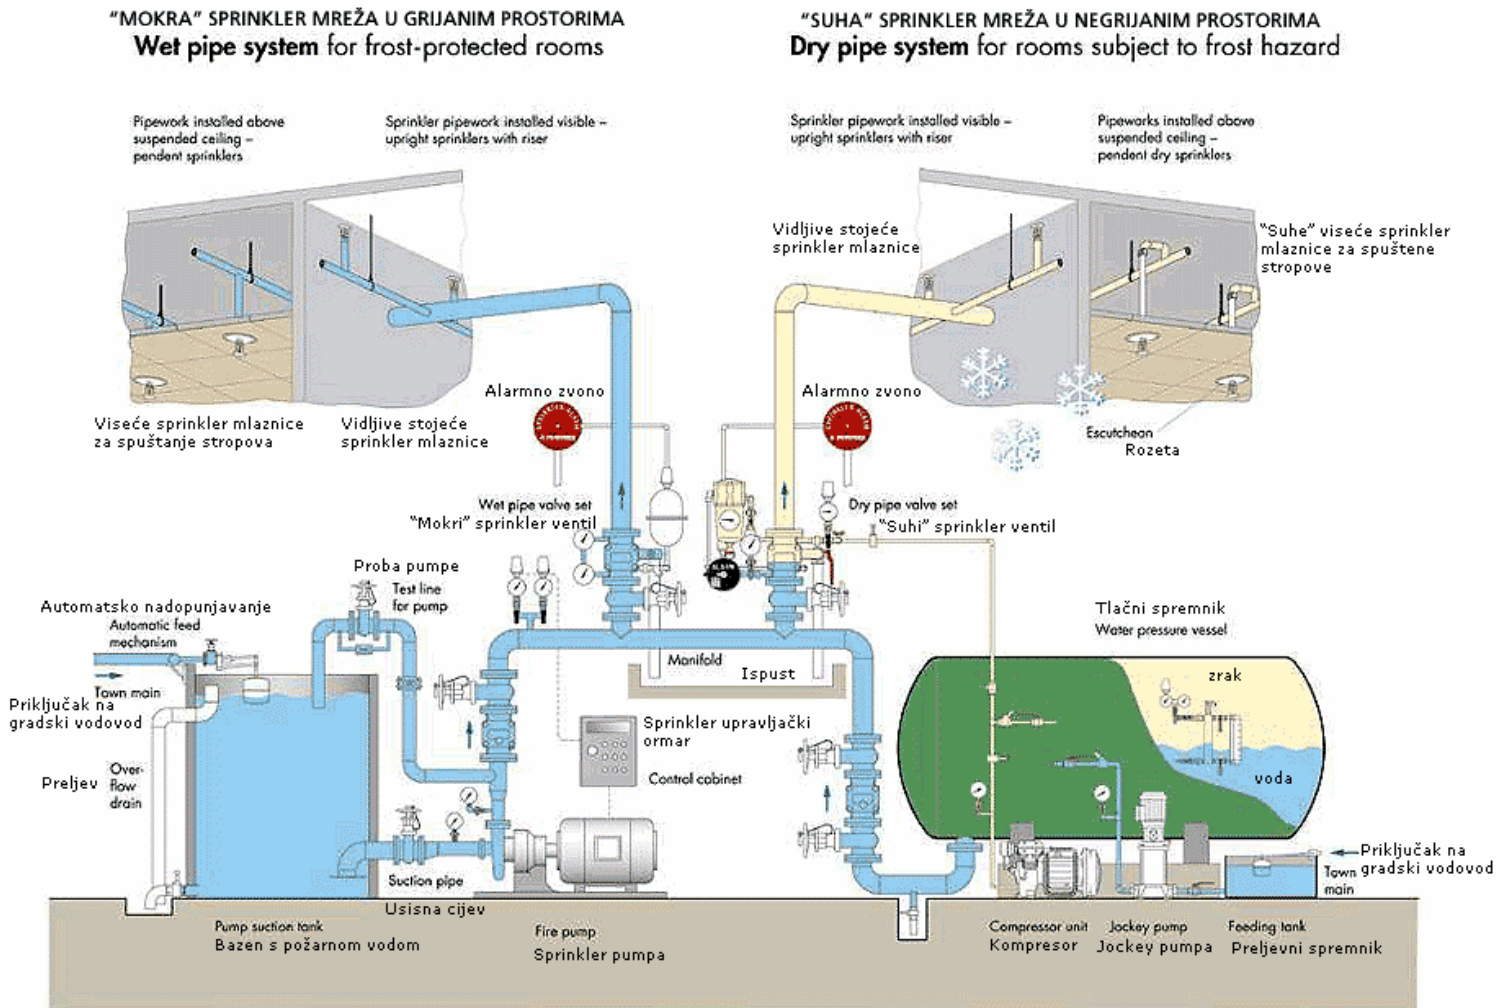 “MOKRA” SPRINKLER MREŽA U GRIJANIM PROSTORIMA
Wet pipe system for frost-protected rooms
“SUHA” SPRINKLER MREŽA U NEGRIJANIM PROSTORIMA
Dry pipe system for rooms subject to frost hazard
Pipework installed above
suspended ceiling –
pendent sprinklers
Sprinkler pipework installed visible –
upright sprinklers with riser
Sprinkler pipework installed visible –
upright sprinklers with riser
Pipeworks installed above
suspended ceiling –
pendent dry sprinklers
Vidljive stojeće
sprinkler mlaznice
“Suhe” viseće sprinkler
mlaznice za spuštene
stropove
Viseće sprinkler mlaznice
za spuštanje stropova
Vidljive stojeće
sprinkler mlaznice
Alarmno zvono
Alarmno zvono
Escutcheon
Rozeta
Wet pipe valve set
“Mokri” sprinkler ventil
Dry pipe valve set
“Suhi” sprinkler ventil
ALARM
Proba pumpe
Test line
for pump
Automatsko nadopunjavanje
Automatic feed
mechanism
Town main
Priključak na
gradski vodovod
Preljev
Over-
flow
drain
Manifold
Ispust
Sprinkler upravljački
ormar
Control cabinet
Tlačni spremnik
Water pressure vessel
zrak
voda
Priključak na
gradski vodovod
Town
main
Suction pipe
Usisna cijev
Pump suction tank
Bazen s požarnom vodom
Fire pump
Sprinkler pumpa
Compressor unit
Kompresor
Jockey pump
Jockey pumpa
Feeding tank
Preljevni spremnik